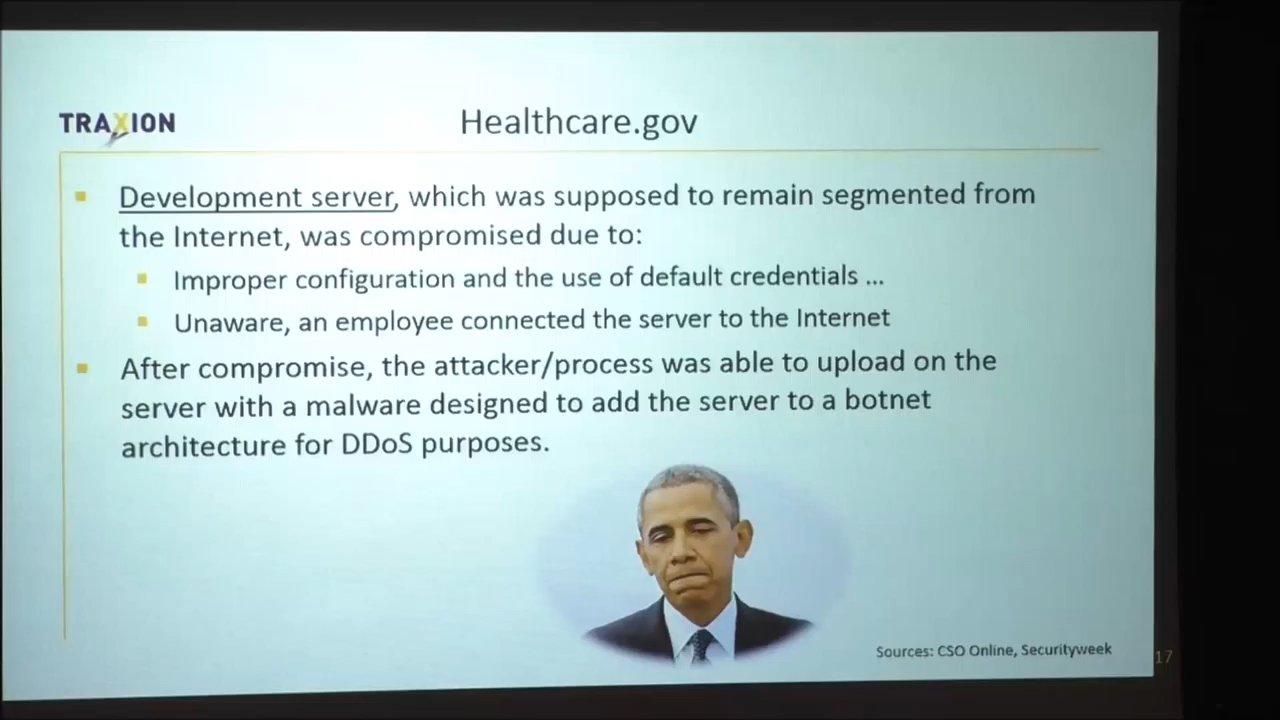 TRAXION
Healthcare.gov
Development server, which was supposed to remain segmented from
the Internet, was compromised due to:
Improper configuration and the use of default credentials ...
Unaware, an employee connected the server to the Internet
After compromise, the attacker/process was able to upload on the
server with a malware designed to add the server to a botnet
architecture for DDoS purposes.
Sources: CSO Online, Securityweek
17